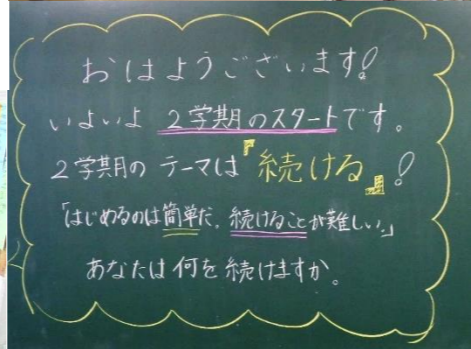 おはようございます!
いよいよ 2学期のスタートです。
2学期の テーマは『続ける』!
「はじめるのは簡単だ。続けることが難しい。」
あなたは何を続けますか。